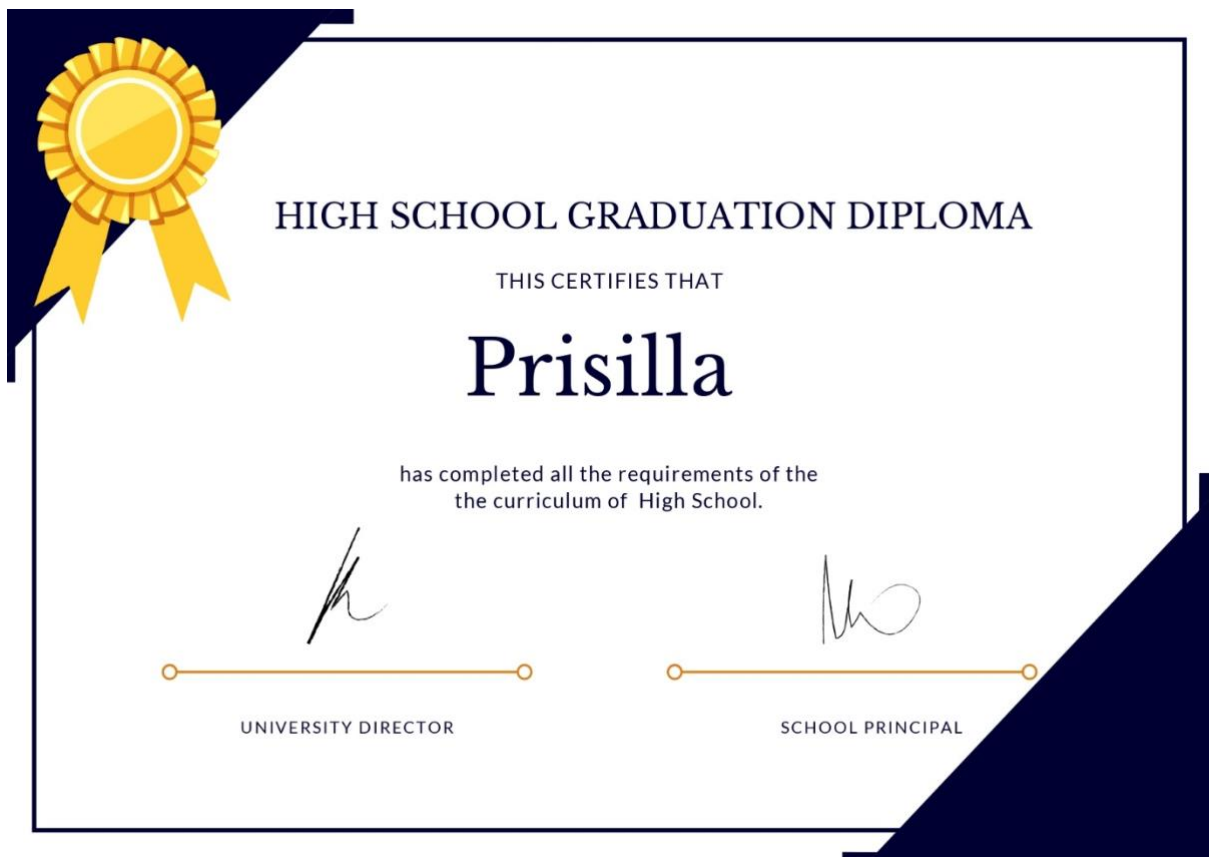 HIGH SCHOOL GRADUATION DIPLOMA
THIS CERTIFIES THAT
Prisilla
has completed all the requirements of the
the curriculum of High School.
UNIVERSITY DIRECTOR
SCHOOL PRINCIPAL